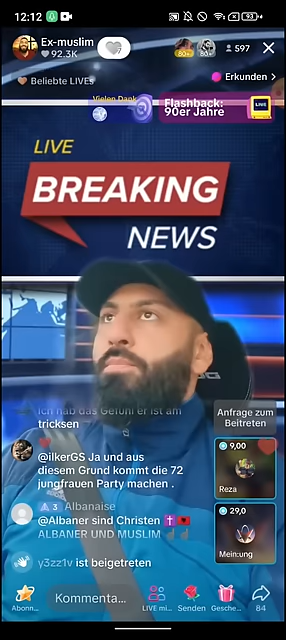 12:12
93
Ex-muslim
92.3K
80+
80+
597
Beliebte LIVEs
Erkunden >
Vielen Dank
Flashback:
90er Jahre
LIVE
LIVE
BREAKING
NEWS
ich hab das Gefühl er ist am
tricksen
@ilkerGS Ja und aus
diesem Grund kommt die 72
jungfrauen Party machen .
3 Albanaise
@Albaner sind Christen ✝️ 🇦🇱
ALBANER UND MUSLIM ☝🏿☝🏿
y3zz1v ist beigetreten
Anfrage zum
Beitreten
9,00
Reza
29,0
Mein:ung
Abonn...
Kommenta...
LIVE mi...
Senden
Gesche...
84